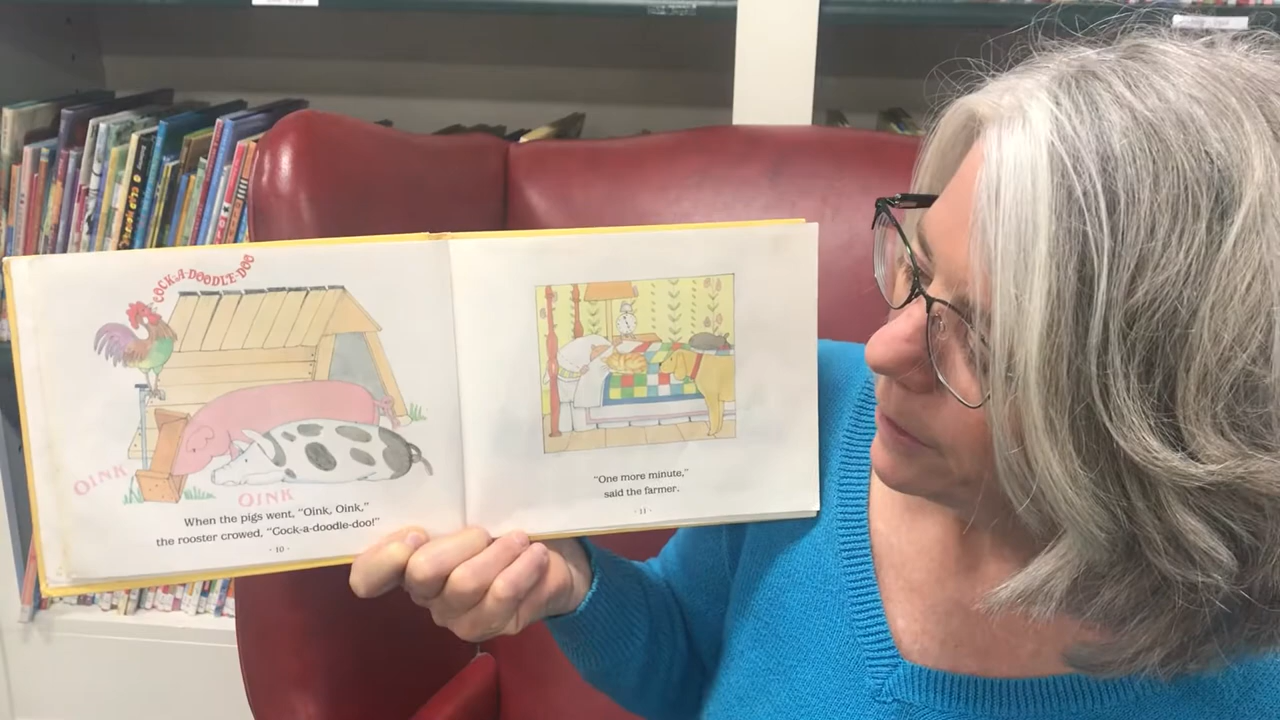 COCK-A-DOODLE-DOO
OINK
OINK
When the pigs went, "Oink, Oink,"
the rooster crowed, "Cock-a-doodle-doo!"
- 10 -
"One more minute,"
said the farmer.
- 11 -